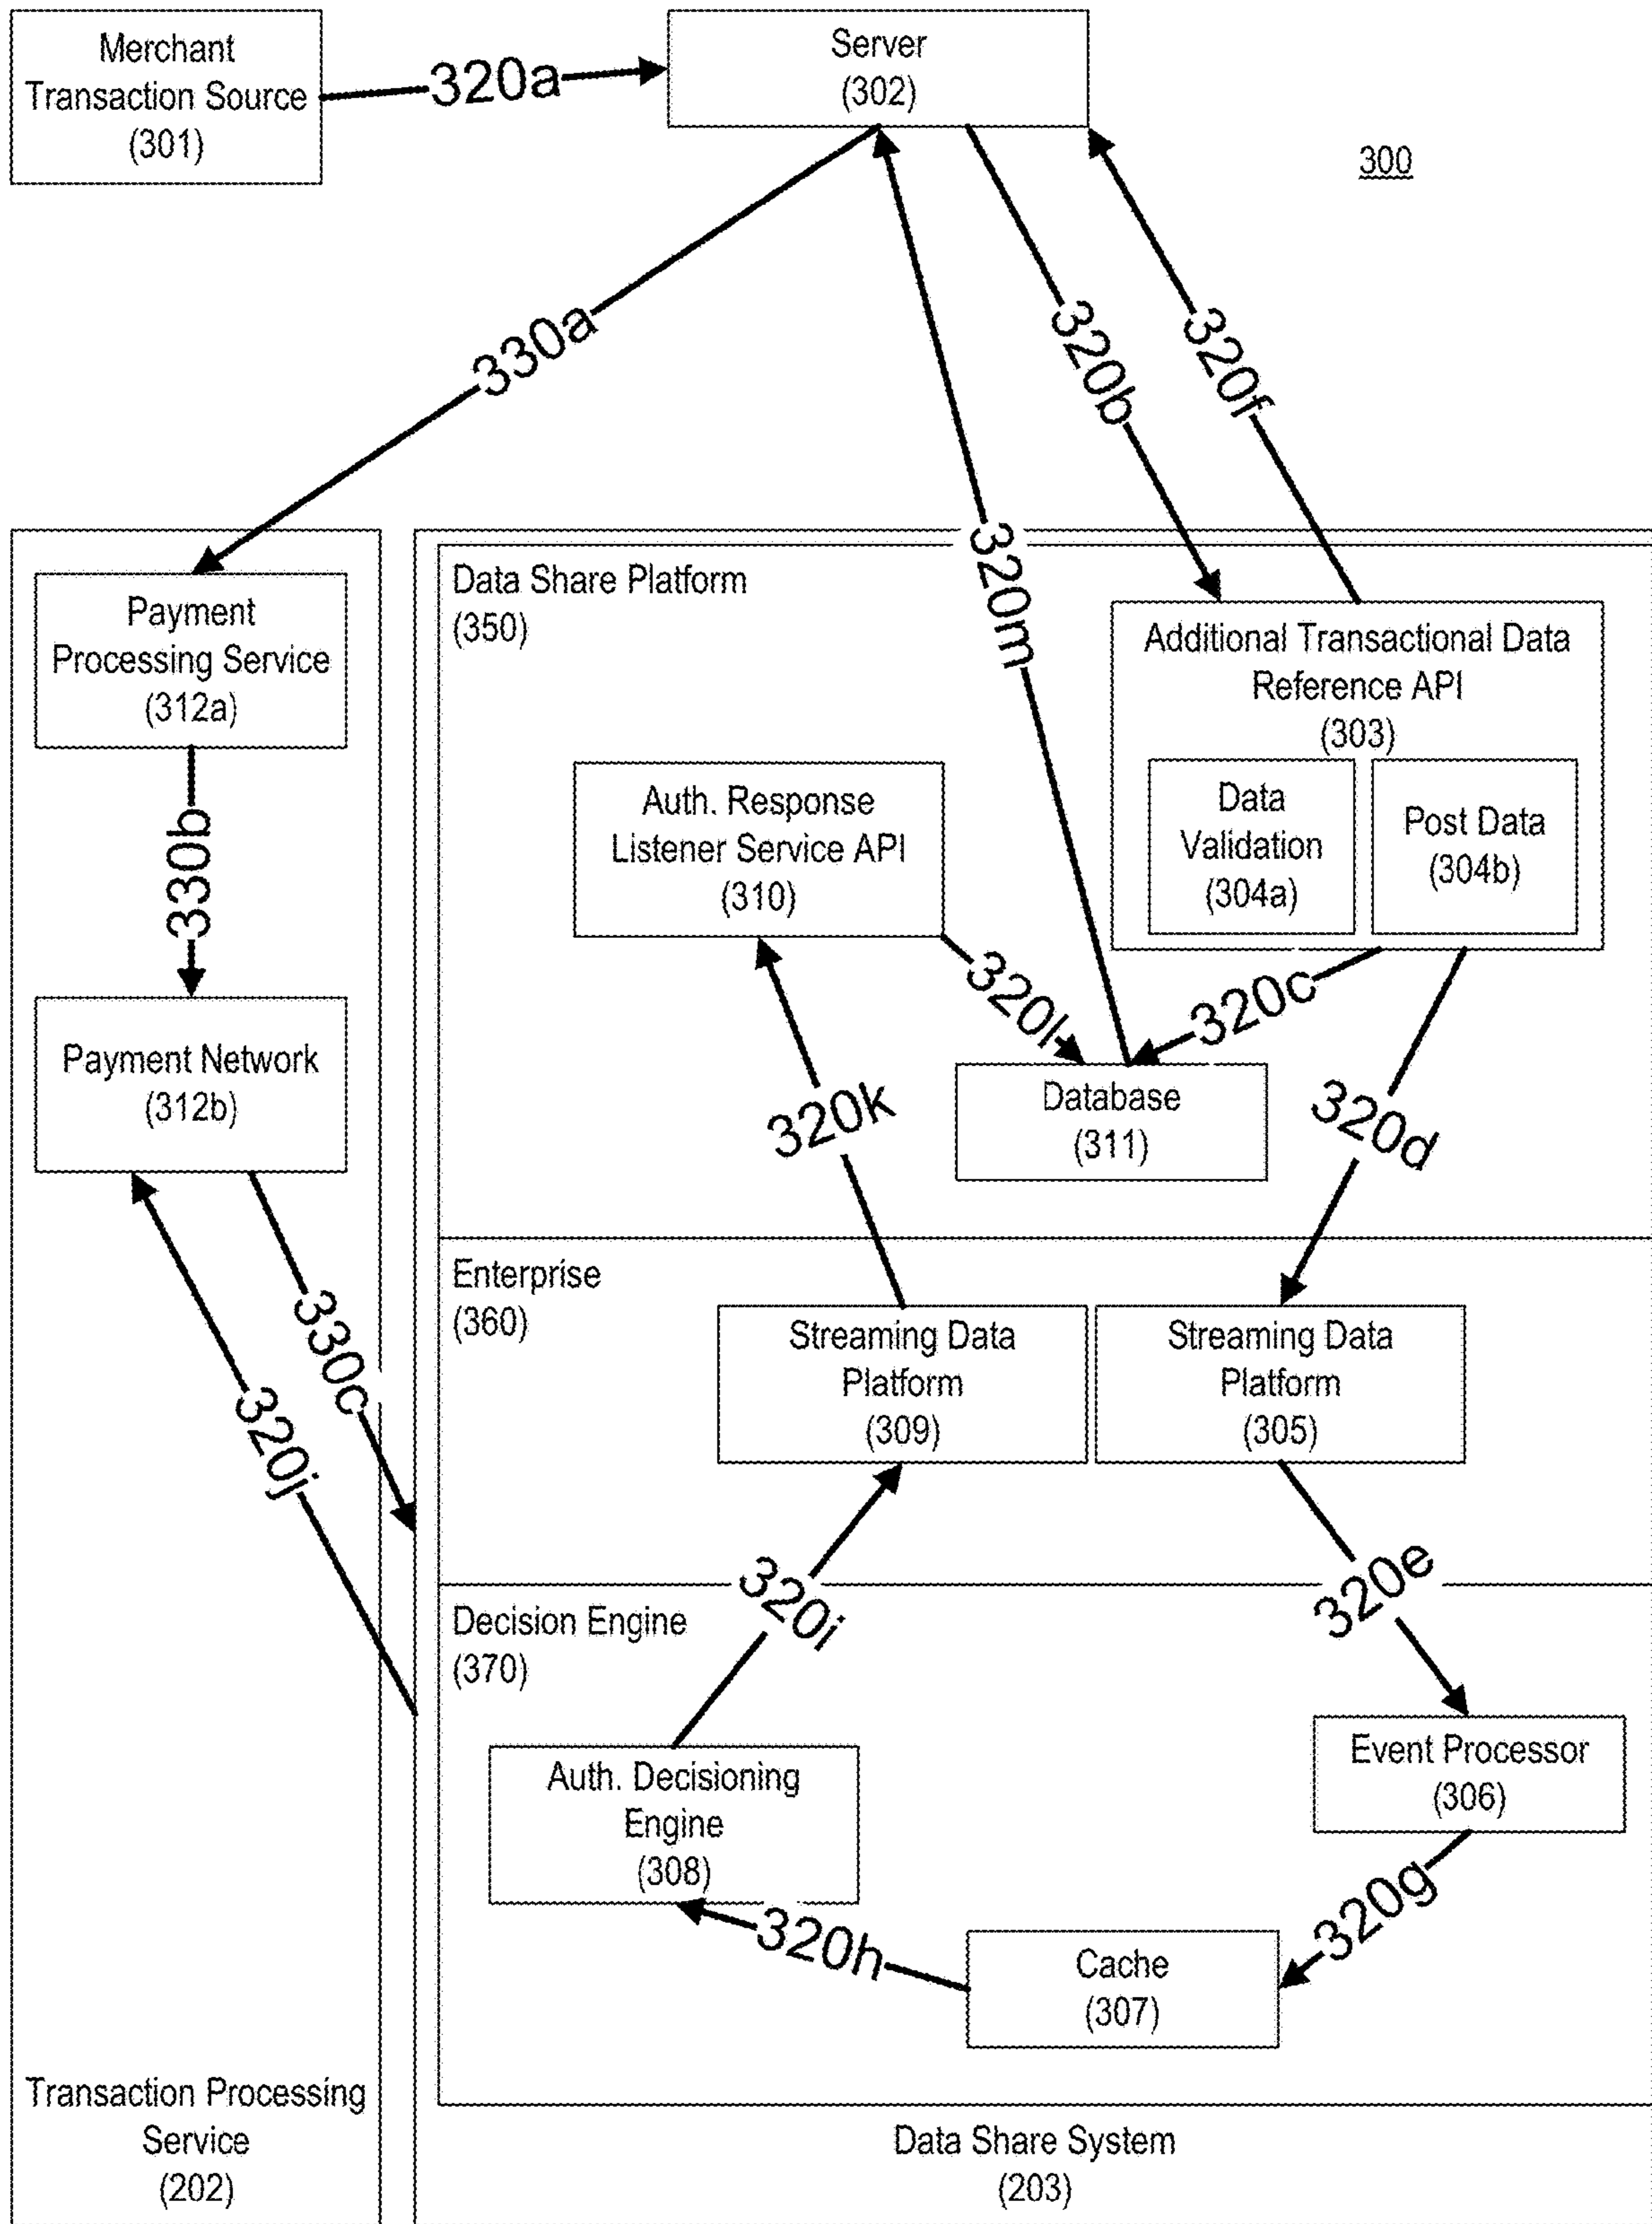 Merchant
Transaction Source
(301)
320a
Server
(302)
300
330a
320b
320f
320m
Payment
Processing Service
(312a)
330b
Payment Network
(312b)
330c
320j
Transaction Processing
Service
(202)
Data Share Platform
(350)
Additional Transactional Data
Reference API
(303)
Data
Validation
(304a)
Post Data
(304b)
Auth. Response
Listener Service API
(310)
320l
320c
Database
(311)
320k
320d
Enterprise
(360)
Streaming Data
Platform
(309)
Streaming Data
Platform
(305)
320i
320e
Decision Engine
(370)
Auth. Decisioning
Engine
(308)
Event Processor
(306)
320h
320g
Cache
(307)
Data Share System
(203)